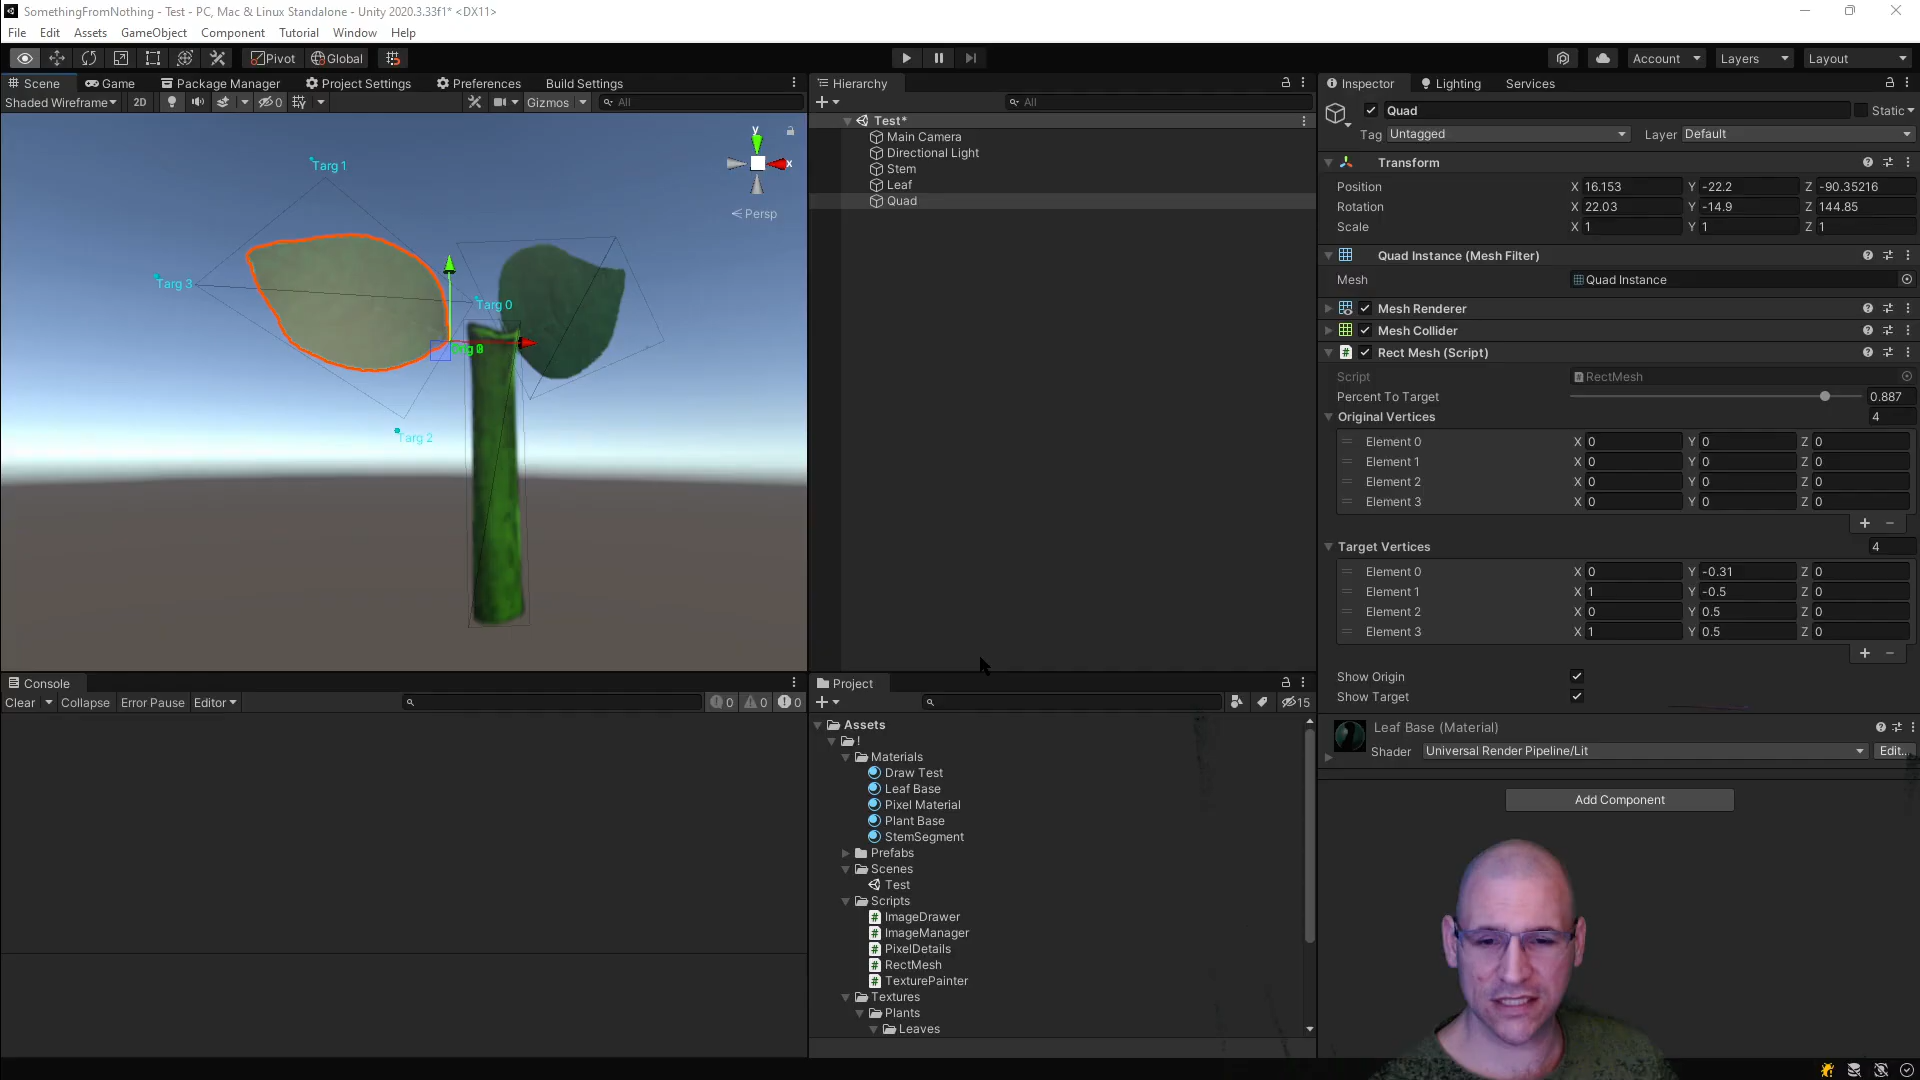 SomethingFromNothing - Test - PC, Mac & Linux Standalone - Unity 2020.3.33f1* <DX11>
File Edit Assets GameObject Component Tutorial Window Help
Pivot Global Account Layers Layout
Scene Game Package Manager Project Settings Preferences Build Settings
Shaded Wireframe 2D 0 Gizmos All
y
x
Persp
Targ 1
Targ 3
Targ 0
Targ 2
Hierarchy
All
Test*
Main Camera
Directional Light
Stem
Leaf
Quad
Console
Clear Collapse Error Pause Editor 0 0 0
Project
15
Assets
!
Materials
Draw Test
Leaf Base
Pixel Material
Plant Base
StemSegment
Prefabs
Scenes
Test
Scripts
ImageDrawer
ImageManager
PixelDetails
RectMesh
TexturePainter
Textures
Plants
Leaves
Inspector Lighting Services
Quad Static
Tag Untagged Layer Default
Transform
Position X 16.153 Y -22.2 Z -90.35216
Rotation X 22.03 Y -14.9 Z 144.85
Scale X 1 Y 1 Z 1
Quad Instance (Mesh Filter)
Mesh Quad Instance
Mesh Renderer
Mesh Collider
Rect Mesh (Script)
Script RectMesh
Percent To Target 0.887
Original Vertices 4
Element 0 X 0 Y 0 Z 0
Element 1 X 0 Y 0 Z 0
Element 2 X 0 Y 0 Z 0
Element 3 X 0 Y 0 Z 0
Target Vertices 4
Element 0 X 0 Y -0.31 Z 0
Element 1 X 1 Y -0.5 Z 0
Element 2 X 0 Y 0.5 Z 0
Element 3 X 1 Y 0.5 Z 0
Show Origin
Show Target
Leaf Base (Material)
Shader Universal Render Pipeline/Lit Edit...
Add Component